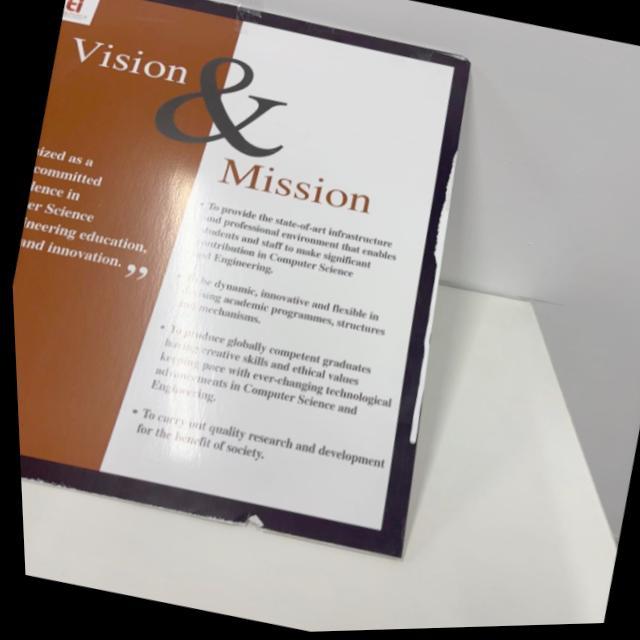 Vision
&
Mission
ized as a
committed
lence in
er Science
neering education,
and innovation. ”
• To provide the state-of-art infrastructure
and professional environment that enables
students and staff to make significant
contribution in Computer Science
and Engineering.
be dynamic, innovative and flexible in
academic programmes, structures
mechanisms.
• To produce globally competent graduates
having creative skills and ethical values
keeping pace with ever-changing technological
advancements in Computer Science and
Engineering.
• To carry out quality research and development
for the benefit of society.